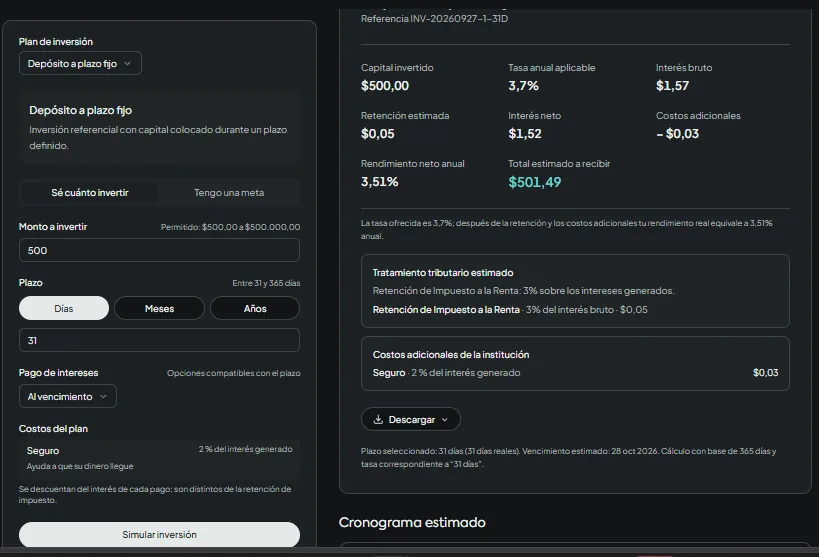 Plan de inversión
Depósito a plazo fijo
Depósito a plazo fijo
Inversión referencial con capital colocado durante un plazo
definido.
Sé cuánto invertir
Tengo una meta
Monto a invertir
Permitido: $500,00 a $500.000,00
500
Plazo
Entre 31 y 365 días
Días
Meses
Años
31
Pago de intereses
Opciones compatibles con el plazo
Al vencimiento
Costos del plan
Seguro
2 % del interés generado
Ayuda a que su dinero llegue
Se descuentan del interés de cada pago; son distintos de la retención de
impuesto.
Simular inversión
Referencia INV-20260927-1-31D
Capital invertido
Tasa anual aplicable
Interés bruto
$500,00
3,7%
$1,57
Retención estimada
Interés neto
Costos adicionales
$0,05
$1,52
– $0,03
Rendimiento neto anual
Total estimado a recibir
3,51%
$501,49
La tasa ofrecida es 3,7%; después de la retención y los costos adicionales tu rendimiento real equivale a 3,51%
anual.
Tratamiento tributario estimado
Retención de Impuesto a la Renta: 3% sobre los intereses generados.
Retención de Impuesto a la Renta · 3% del interés bruto · $0,05
Costos adicionales de la institución
Seguro · 2 % del interés generado
$0,03
Descargar
Plazo seleccionado: 31 días (31 días reales). Vencimiento estimado: 28 oct 2026. Cálculo con base de 365 días y
tasa correspondiente a "31 días".
Cronograma estimado